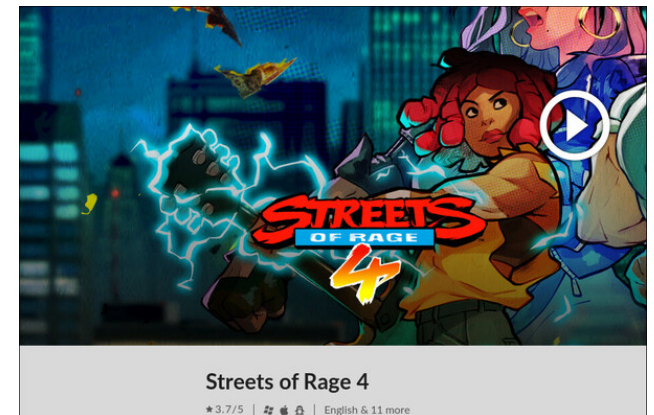 STREETS
OF RAGE
4
Streets of Rage 4
★3.7/5 | English & 11 more